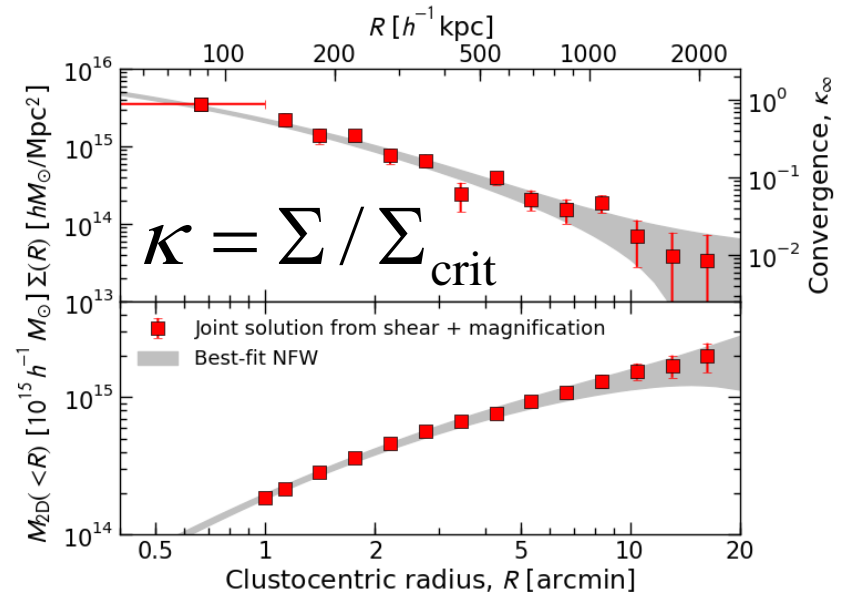 R [h⁻¹ kpc]
100 200 500 1000 2000
10¹⁶
10¹⁵
10¹⁴
10¹³
Σ(R) [hM⊙/Mpc²]
10⁰
10⁻¹
10⁻²
Convergence, κ∞
κ = Σ / Σcrit
Joint solution from shear + magnification
Best-fit NFW
10¹⁵
10¹⁴
M2D(<R) [10¹⁵ h⁻¹ M⊙]
0.5 1 2 5 10 20
Clustocentric radius, R [arcmin]